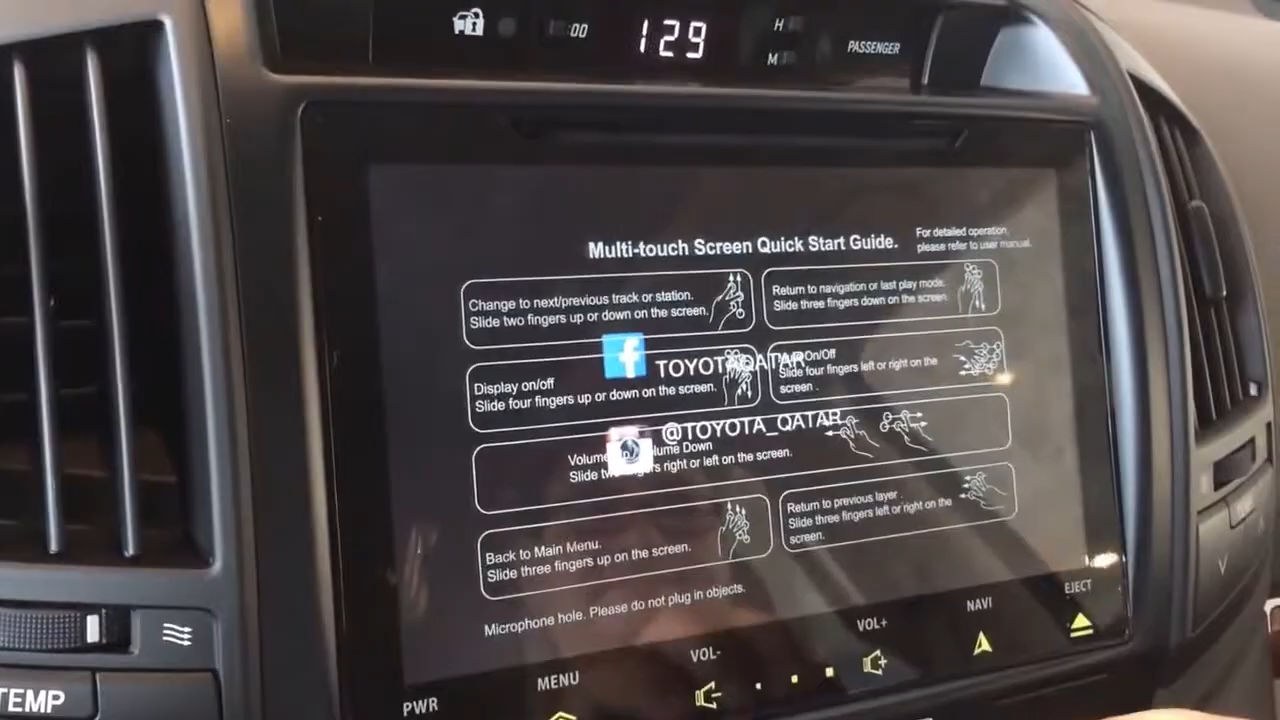 :00
129
H
M
PASSENGER
Multi-touch Screen Quick Start Guide.
For detailed operation,
please refer to user manual.
Change to next/previous track or station.
Slide two fingers up or down on the screen.
Return to navigation or last play mode.
Slide three fingers down on the screen.
f TOYOTAQATAR
Display on/off
Slide four fingers up or down on the screen.
On/Off
Slide four fingers left or right on the
screen .
@TOYOTA_QATAR
Volume Down
Slide two fingers right or left on the screen.
Back to Main Menu.
Slide three fingers up on the screen.
Return to previous layer .
Slide three fingers left or right on the
screen.
Microphone hole. Please do not plug in objects.
PWR
MENU
VOL-
VOL+
NAVI
EJECT
TEMP